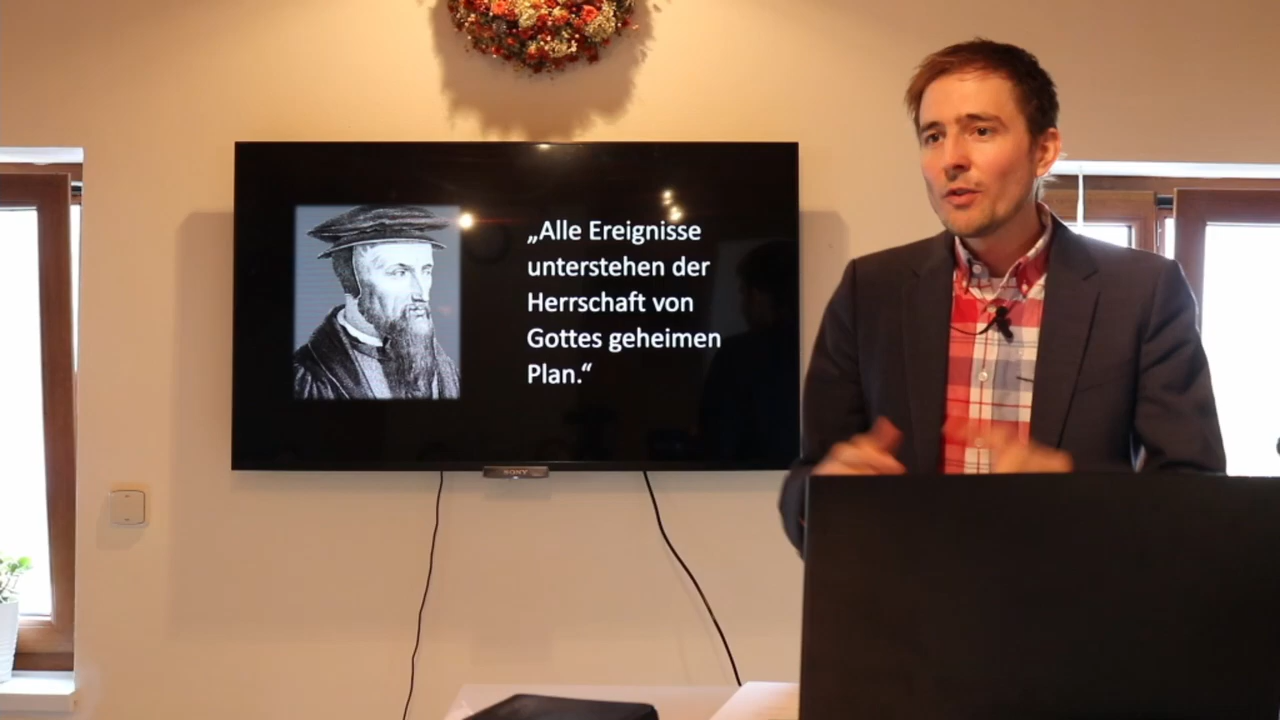 „Alle Ereignisse
unterstehen der
Herrschaft von
Gottes geheimen
Plan.“
SONY